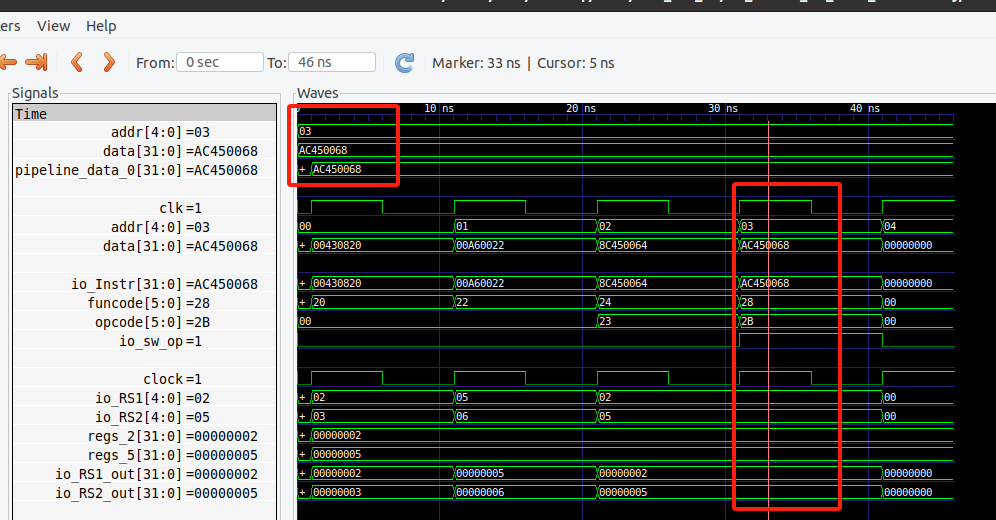 ers View Help
From: 0 sec To: 46 ns Marker: 33 ns | Cursor: 5 ns
Signals Waves
Time 10 ns 20 ns 30 ns 40 ns
addr[4:0] =03 03
data[31:0] =AC450068 AC450068
pipeline_data_0[31:0] =AC450068 + AC450068
clk=1
addr[4:0] =03 00 01 02 03 04
data[31:0] =AC450068 + 00430820 00A60022 8C450064 AC450068 00000000
io_Instr[31:0] =AC450068 + 00430820 00A60022 8C450064 AC450068 00000000
funcode[5:0] =28 + 20 22 24 28 00
opcode[5:0] =2B 00 23 2B 00
io_sw_op=1
clock=1
io_RS1[4:0] =02 + 02 05 02 00
io_RS2[4:0] =05 + 03 06 05 00
regs_2[31:0] =00000002 + 00000002
regs_5[31:0] =00000005 + 00000005
io_RS1_out[31:0] =00000002 + 00000002 00000005 00000002 00000000
io_RS2_out[31:0] =00000005 + 00000003 00000006 00000005 00000000